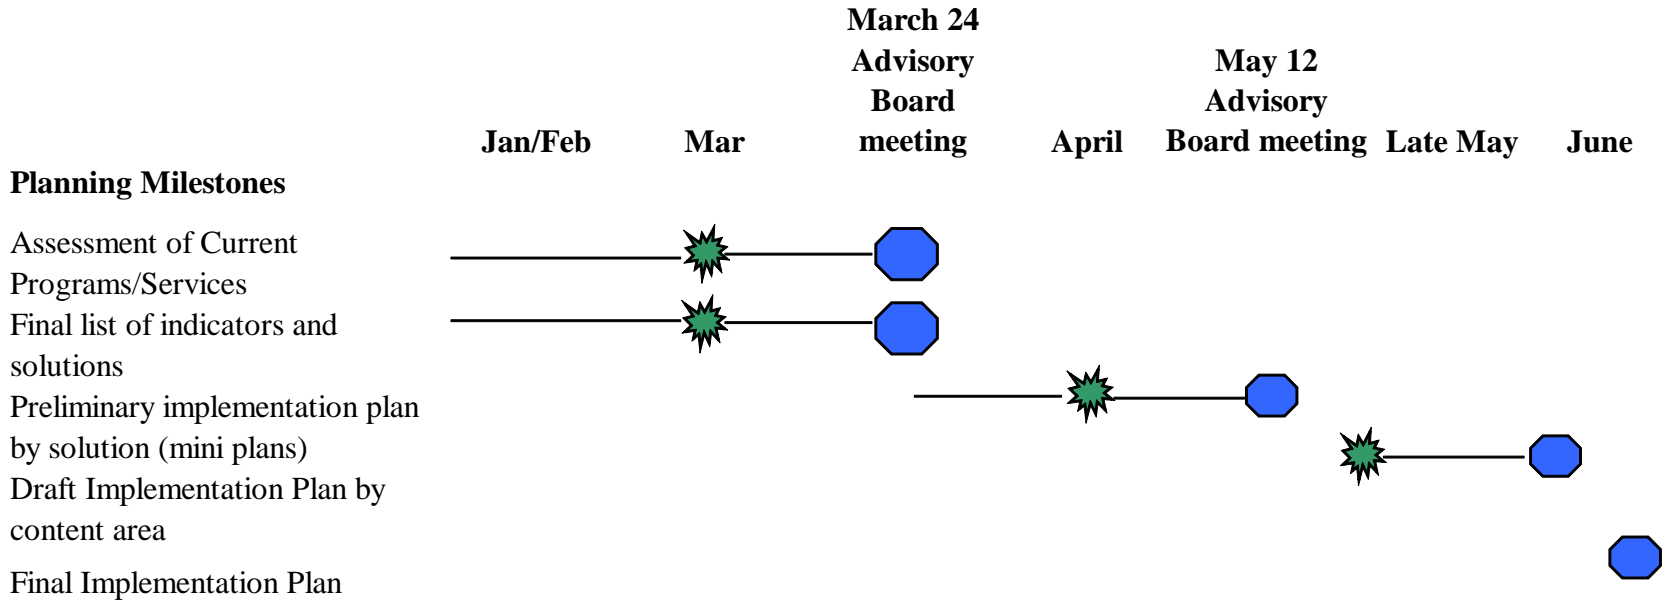 March 24
Advisory
Board
meeting
May 12
Advisory
Board meeting
Jan/Feb
Mar
April
Late May
June
Planning Milestones
Assessment of Current
Programs/Services
Final list of indicators and
solutions
Preliminary implementation plan
by solution (mini plans)
Draft Implementation Plan by
content area
Final Implementation Plan